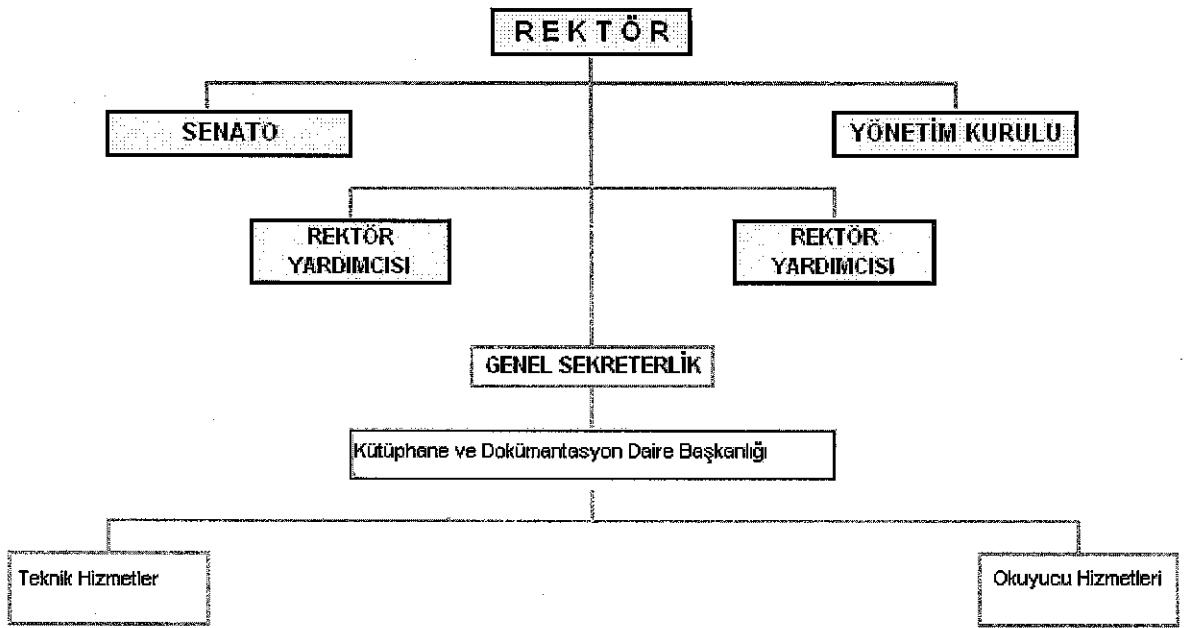 REKTÖR
SENATO
YÖNETİM KURULU
REKTÖR
YARDIMCISI
REKTÖR
YARDIMCISI
GENEL SEKRETERLİK
Kütüphane ve Dokümantasyon Daire Başkanlığı
Teknik Hizmetler
Okuyucu Hizmetleri